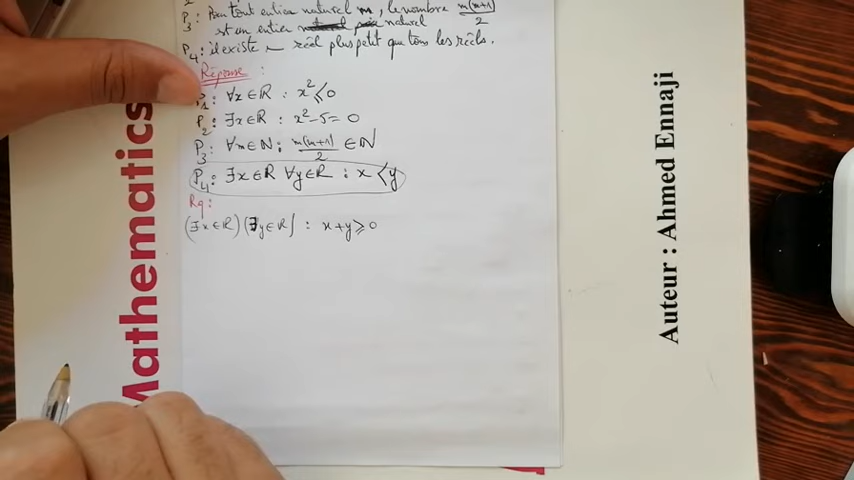 P3: Pour tout entier naturel n, le nombre n(n+1)/2
est un entier naturel
P4: il existe un réel plus petit que tous les réels.
Réponse :
P1: ∀x∈ℝ : x²⩽0
P2: ∃x∈ℝ : x²-5=0
P3: ∀n∈ℕ; n(n+1)/2 ∈ℕ
P4: ∃x∈ℝ ∀y∈ℝ : x⩽y
Rq:
(∃x∈ℝ)(∃y∈ℝ) : x+y⩾0
Mathematics
Auteur : Ahmed Ennaji